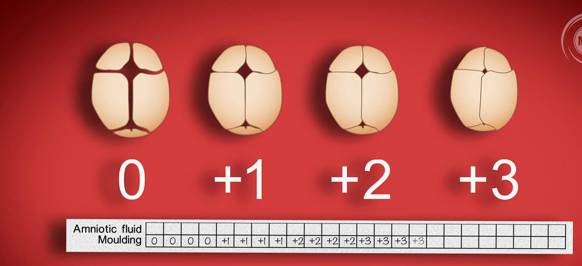 0 +1 +2 +3
Amniotic fluid
Moulding 0 0 0 0 +1 +1 +1 +1 +2 +2 +2 +2 +3 +3 +3 +3